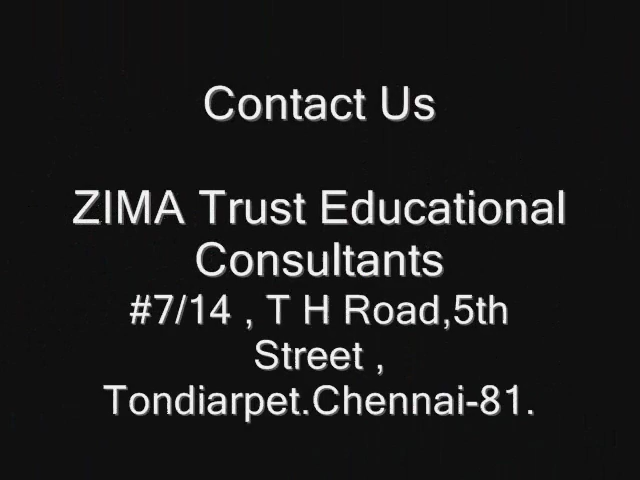 Contact Us
ZIMA Trust Educational
Consultants
#7/14 , T H Road,5th
Street ,
Tondiarpet.Chennai-81.